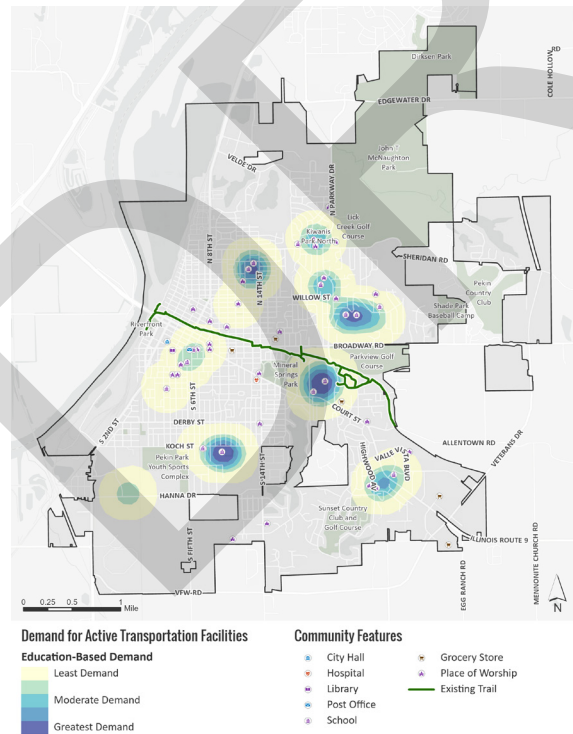 Dirksen Park
COLE HOLLOW RD
EDGEWATER DR
John T
McNaughton
Park
VELDE DR
N PARKWAY DR
Lick
Creek Golf
Course
Kiwanis
Park North
N 8TH ST
SHERIDAN RD
Pekin
Country
Club
N 14TH ST
WILLOW ST
Shade Park
Baseball Camp
Riverfront
Park
BROADWAY RD
Parkview Golf
Course
Mineral
Springs
Park
S 6TH ST
COURT ST
DERBY ST
S 2ND ST
ALLENTOWN RD
VETERANS DR
KOCH ST
Pekin Park
Youth Sports
Complex
S 14TH ST
HIGHWOOD AV
VALLE VISTA BLVD
HANNA DR
Sunset Country
Club and
Golf Course
S FIFTH ST
ILLINOIS ROUTE 9
EGG RANCH RD
MENNONITE CHURCH RD
VFW RD
0 0.25 0.5 1
Mile
N
Demand for Active Transportation Facilities
Education-Based Demand
Least Demand
Moderate Demand
Greatest Demand
Community Features
City Hall
Hospital
Library
Post Office
School
Grocery Store
Place of Worship
Existing Trail